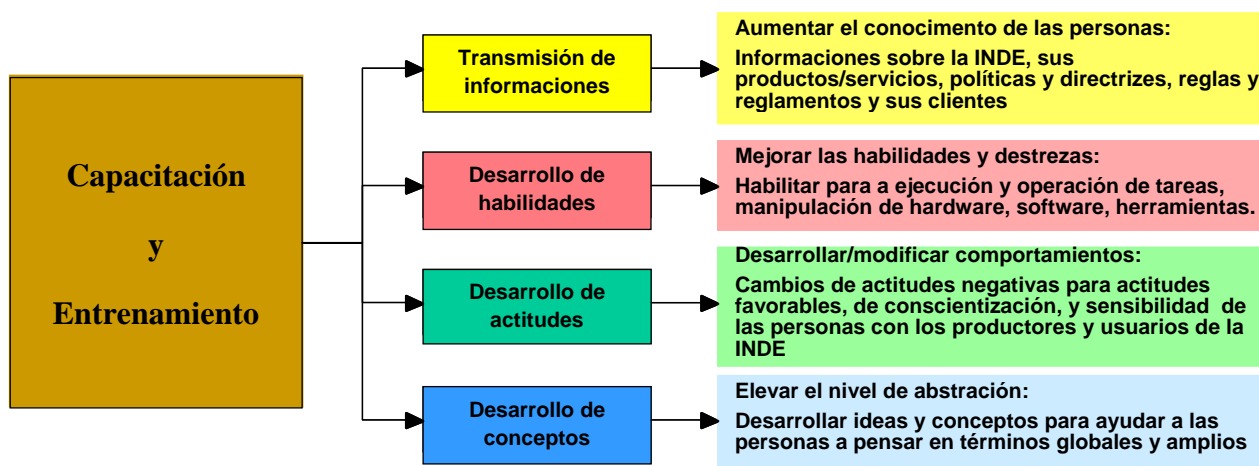 Capacitación
y
Entrenamiento
Transmisión de
informaciones
Aumentar el conocimiento de las personas:
Informaciones sobre la INDE, sus
productos/servicios, políticas y directrizes, reglas y
reglamentos y sus clientes
Desarrollo de
habilidades
Mejorar las habilidades y destrezas:
Habilitar para a ejecución y operación de tareas,
manipulación de hardware, software, herramientas.
Desarrollo de
actitudes
Desarrollar/modificar comportamientos:
Cambios de actitudes negativas para actitudes
favorables, de conscientización, y sensibilidad de
las personas con los productores y usuarios de la
INDE
Desarrollo de
conceptos
Elevar el nivel de abstración:
Desarrollar ideas y conceptos para ayudar a las
personas a pensar en términos globales y amplios